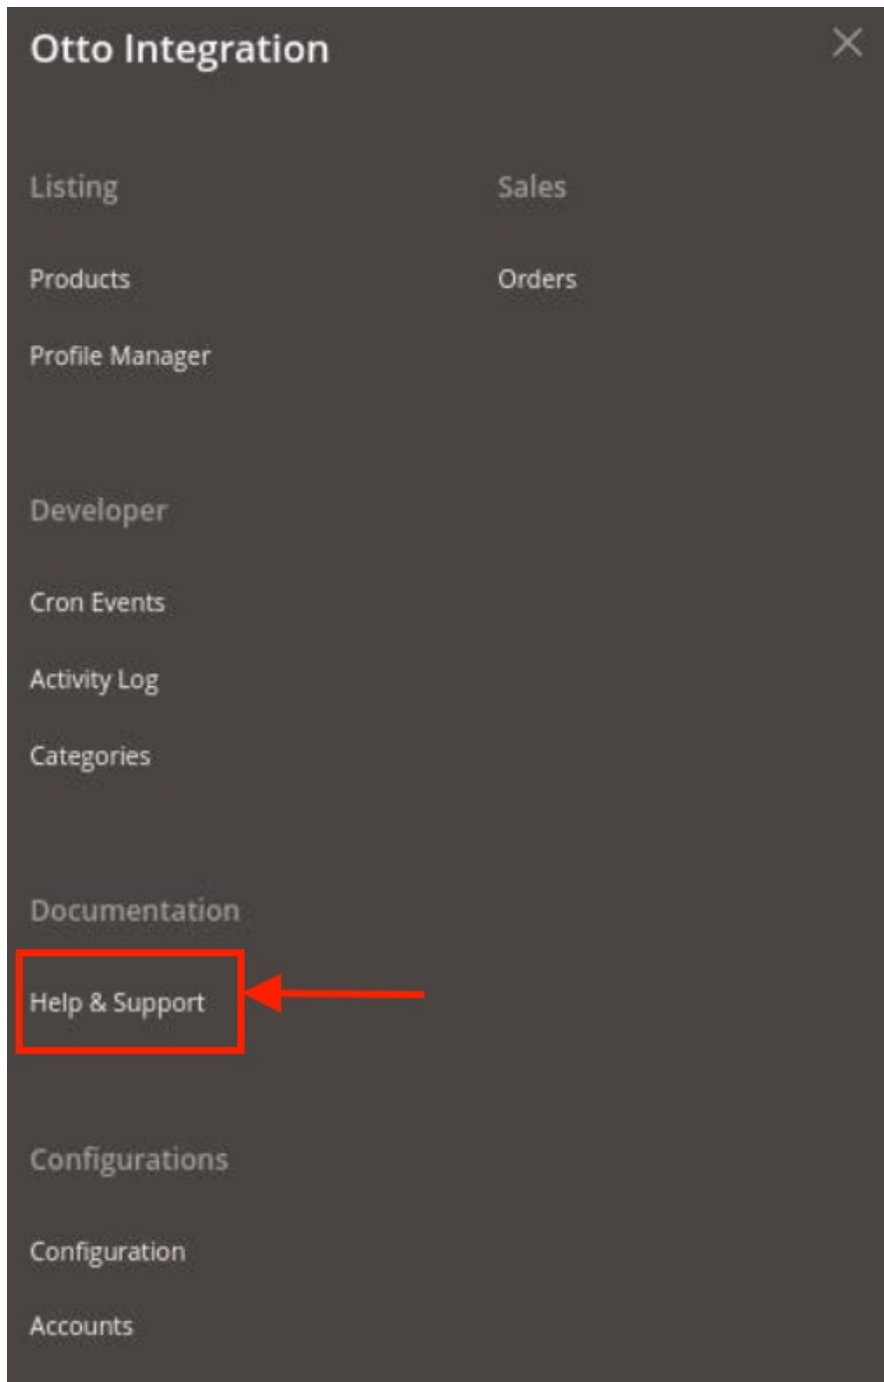 Otto Integration
Listing
Products
Profile Manager
Sales
Orders
Developer
Cron Events
Activity Log
Categories
Documentation
Help & Support
Configurations
Configuration
Accounts